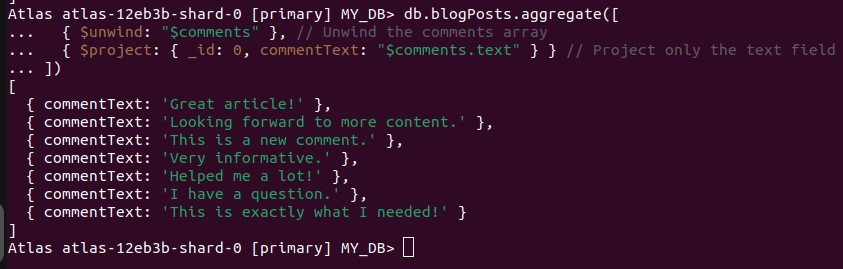 Atlas atlas-12eb3b-shard-0 [primary] MY_DB> db.blogPosts.aggregate([
...   { $unwind: "$comments" }, // Unwind the comments array
...   { $project: { _id: 0, commentText: "$comments.text" } } // Project only the text field
... ])
[
  { commentText: 'Great article!' },
  { commentText: 'Looking forward to more content.' },
  { commentText: 'This is a new comment.' },
  { commentText: 'Very informative.' },
  { commentText: 'Helped me a lot!' },
  { commentText: 'I have a question.' },
  { commentText: 'This is exactly what I needed!' }
]
Atlas atlas-12eb3b-shard-0 [primary] MY_DB>